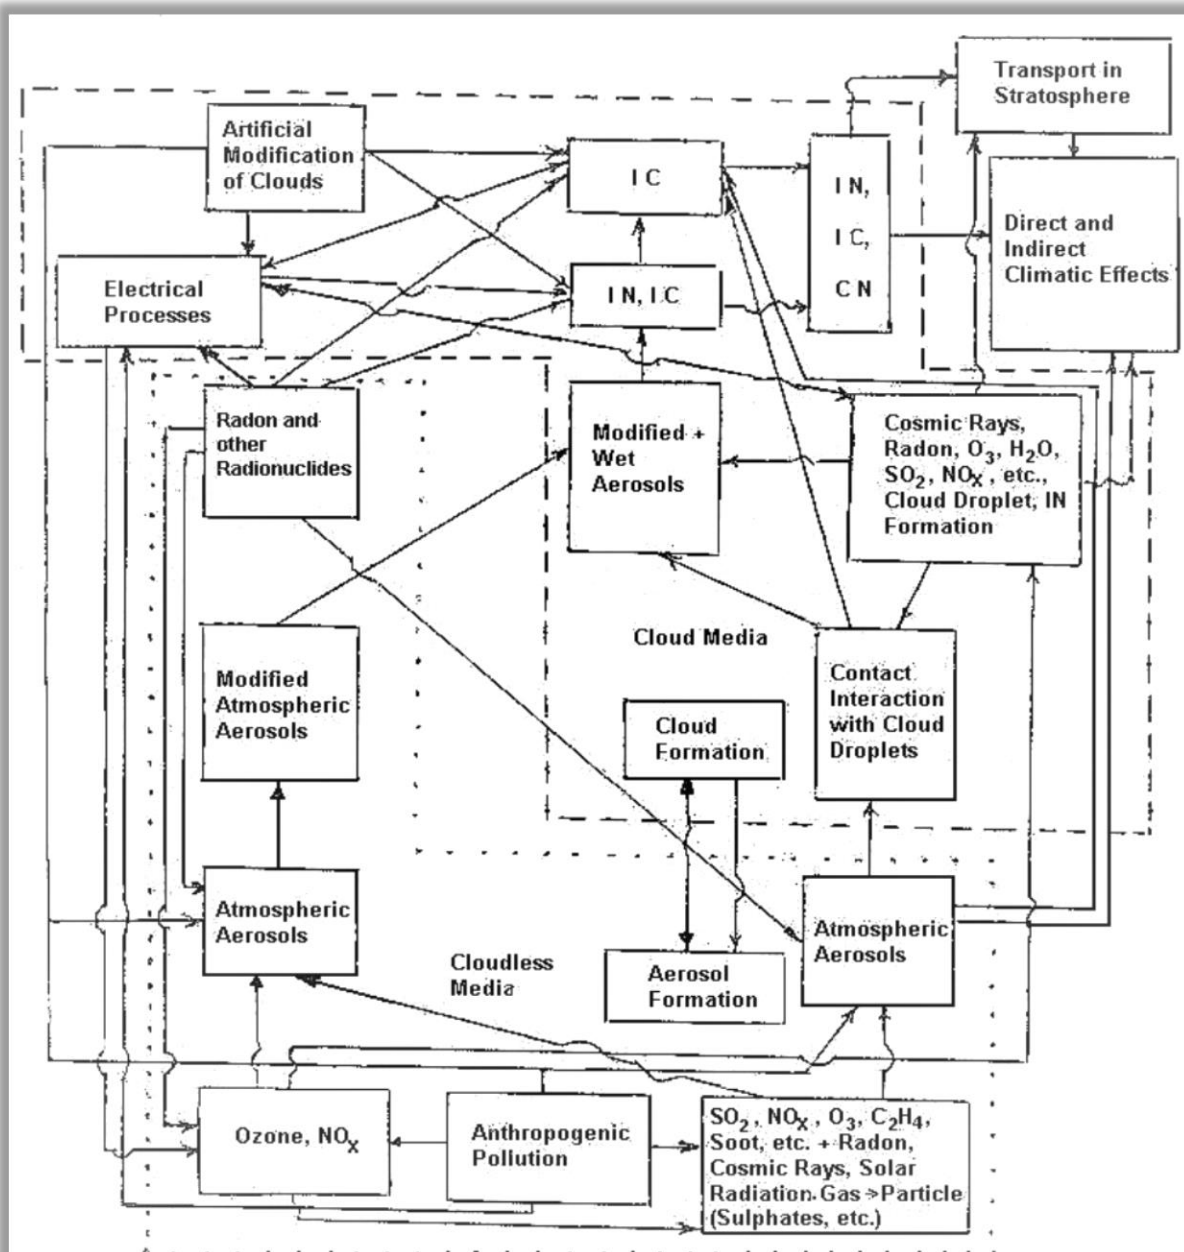 Transport in
Stratosphere
Artificial
Modification
of Clouds
I C
I N,
I C,
C N
Direct and
Indirect
Climatic Effects
Electrical
Processes
I N, I C
Radon and
other
Radionuclides
Modified +
Wet
Aerosols
Cosmic Rays,
Radon, O₃, H₂O,
SO₂, NOx, etc.,
Cloud Droplet, IN
Formation
Cloud Media
Modified
Atmospheric
Aerosols
Contact
Interaction
with Cloud
Droplets
Cloud
Formation
Atmospheric
Aerosols
Cloudless
Media
Aerosol
Formation
Atmospheric
Aerosols
Ozone, NOx
Anthropogenic
Pollution
SO₂, NOx, O₃, C₂H₄,
Soot, etc. + Radon,
Cosmic Rays, Solar
Radiation. Gas → Particle
(Sulphates, etc.)